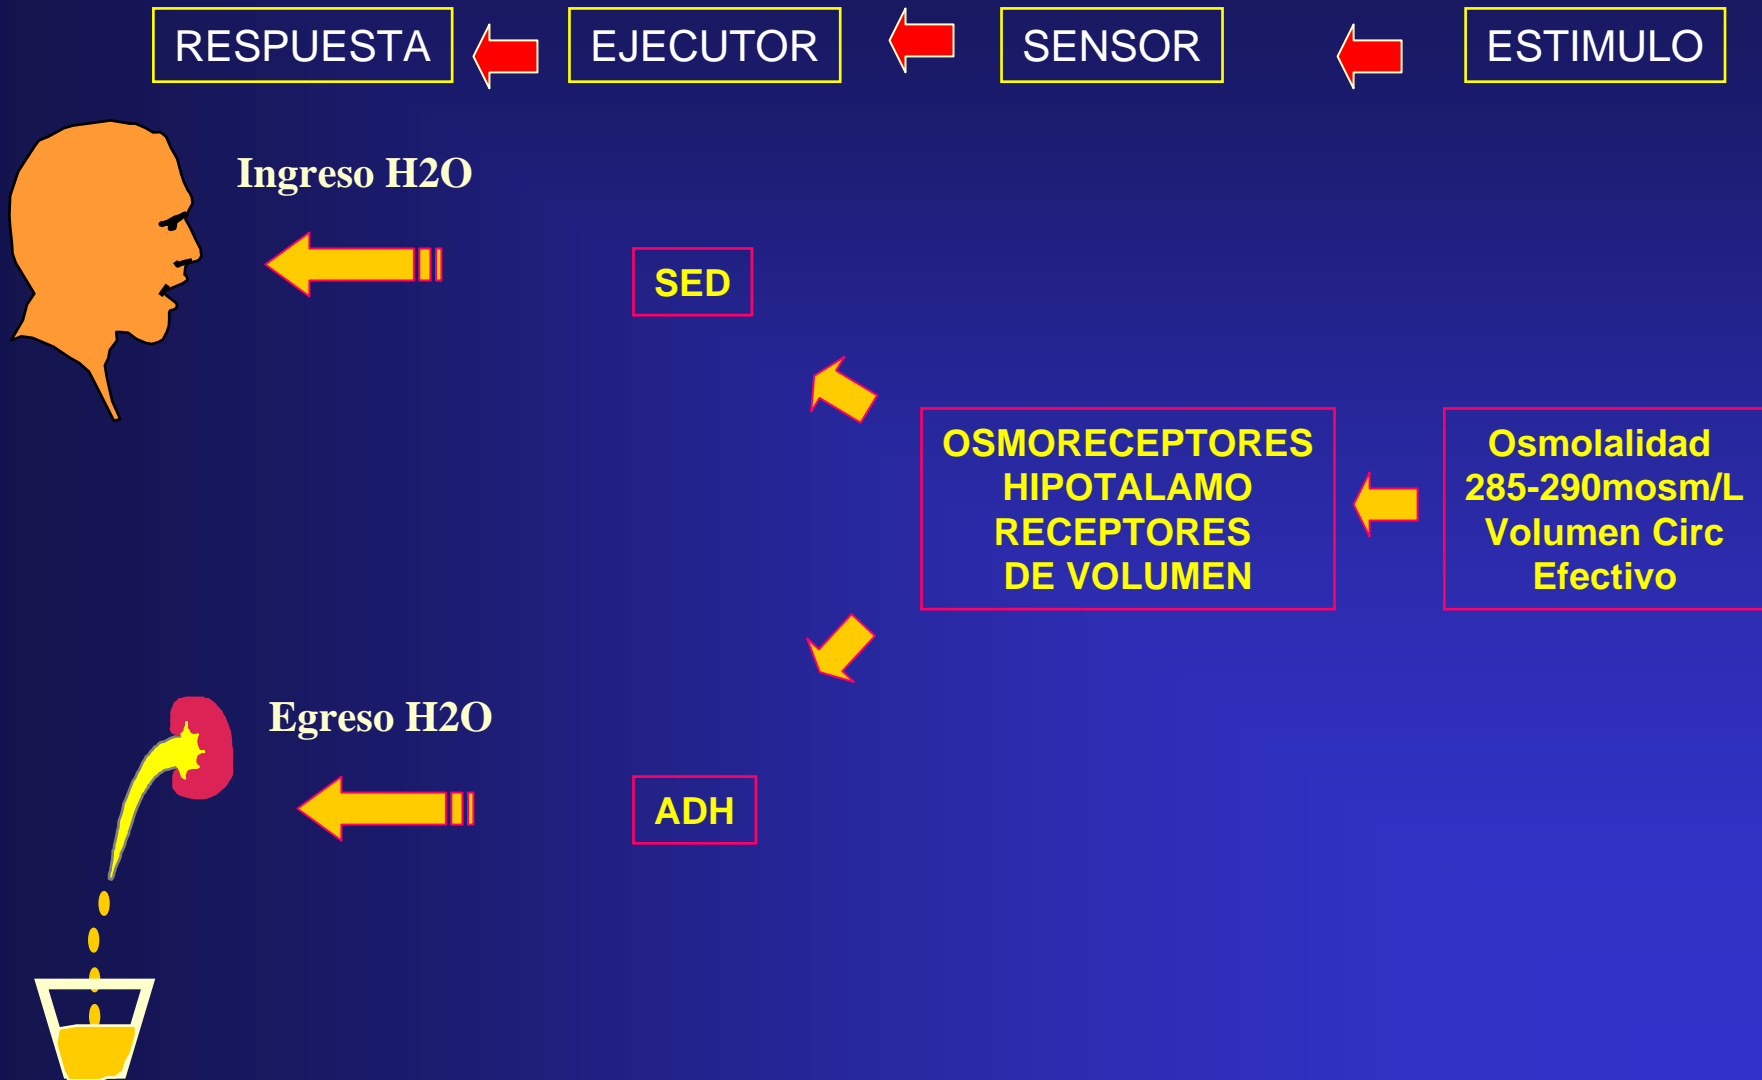 RESPUESTA EJECUTOR SENSOR ESTIMULO
Ingreso H2O
SED
OSMORECEPTORES
HIPOTALAMO
RECEPTORES
DE VOLUMEN
Osmolalidad
285-290mosm/L
Volumen Circ
Efectivo
Egreso H2O
ADH